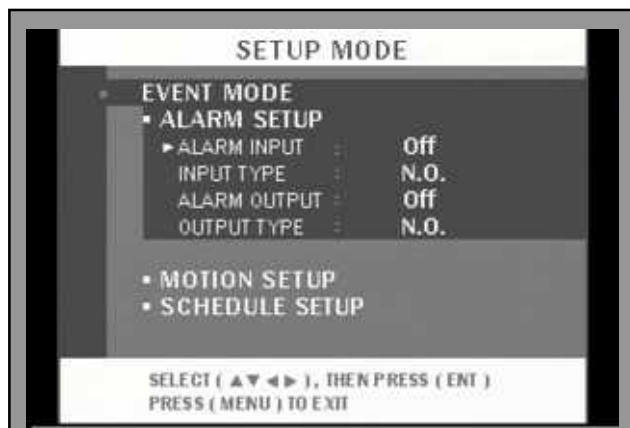 SETUP MODE
EVENT MODE
▪ ALARM SETUP
►ALARM INPUT : Off
INPUT TYPE : N.O.
ALARM OUTPUT : Off
OUTPUT TYPE : N.O.
▪ MOTION SETUP
▪ SCHEDULE SETUP
SELECT ( ▲▼ ◄► ), THEN PRESS ( ENT )
PRESS ( MENU ) TO EXIT